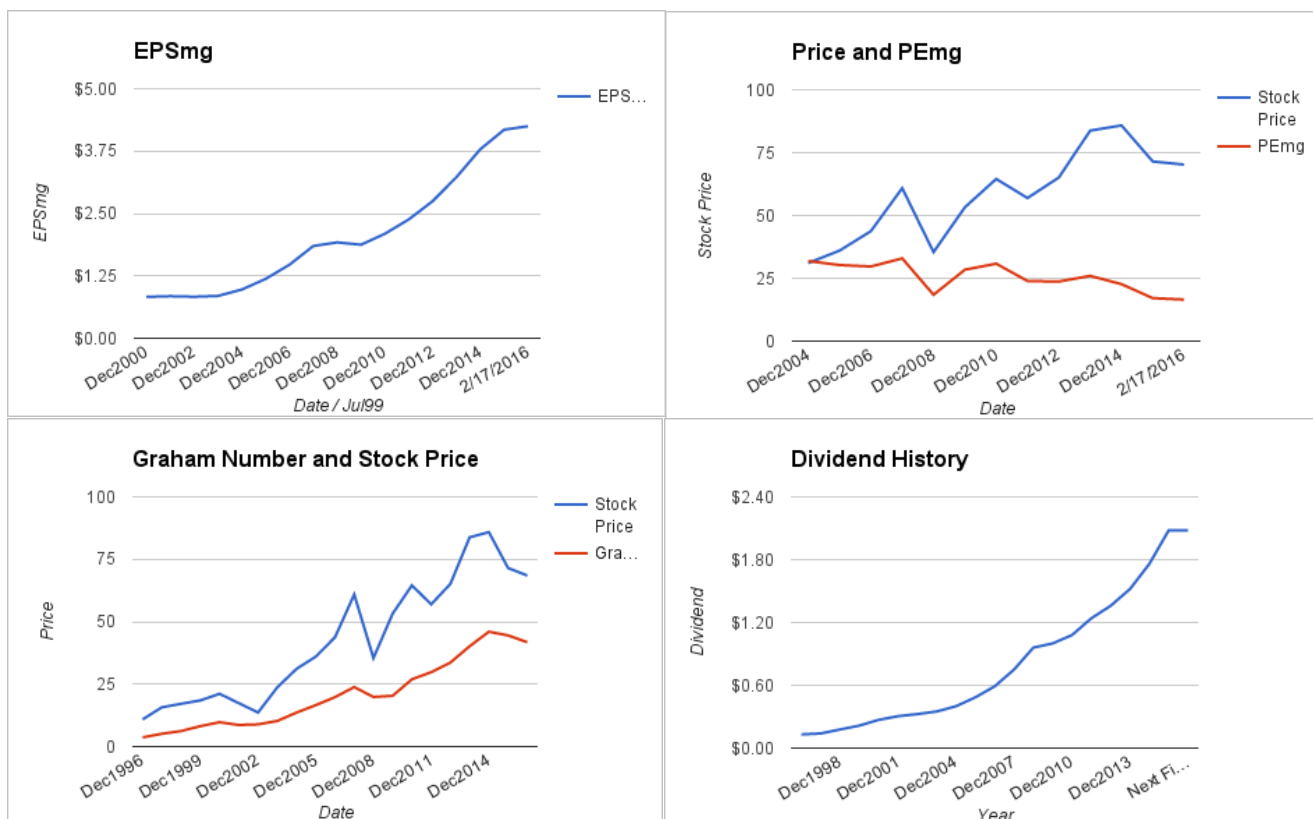 EPSmg
$5.00
$3.75
$2.50
$1.25
$0.00
EPSmg
EPS...
Dec2000
Dec2002
Dec2004
Dec2006
Dec2008
Dec2010
Dec2012
Dec2014
2/17/2016
Date / Jul99
Price and PEmg
100
75
50
25
0
Stock Price
Stock
Price
PEmg
Dec2004
Dec2006
Dec2008
Dec2010
Dec2012
Dec2014
2/17/2016
Date
Graham Number and Stock Price
100
75
50
25
0
Price
Stock
Price
Gra...
Dec1996
Dec1999
Dec2002
Dec2005
Dec2008
Dec2011
Dec2014
Date
Dividend History
$2.40
$1.80
$1.20
$0.60
$0.00
Dividend
Dec1998
Dec2001
Dec2004
Dec2007
Dec2010
Dec2013
Next Fi...
Year